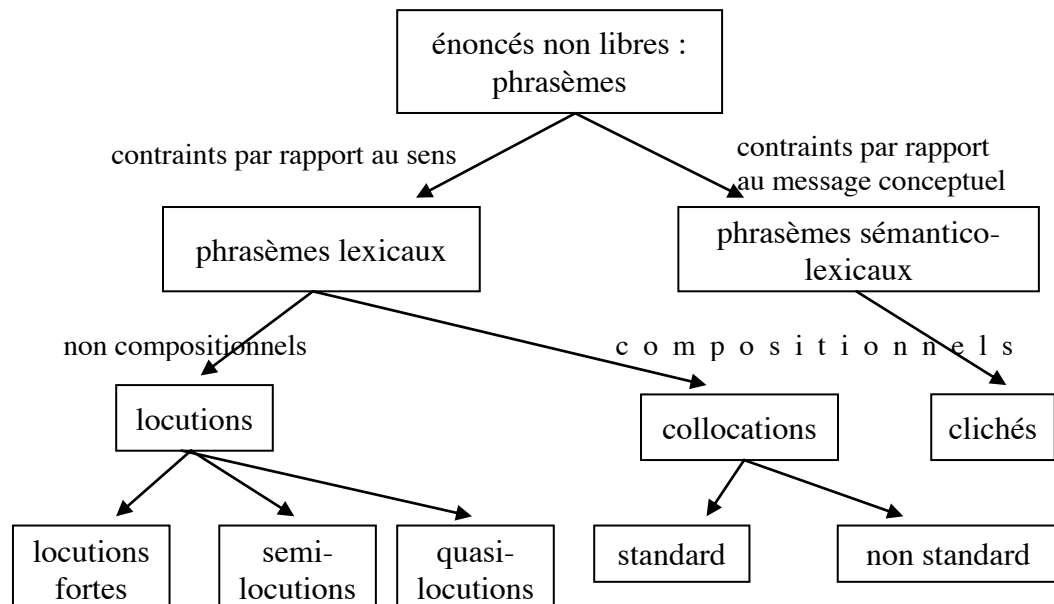 énoncés non libres :
phrasèmes
contraints par rapport au sens
contraints par rapport
au message conceptuel
phrasèmes lexicaux
phrasèmes sémantico-
lexicaux
non compositionnels
c o m p o s i t i o n n e l s
locutions
collocations
clichés
locutions
fortes
semi-
locutions
quasi-
locutions
standard
non standard